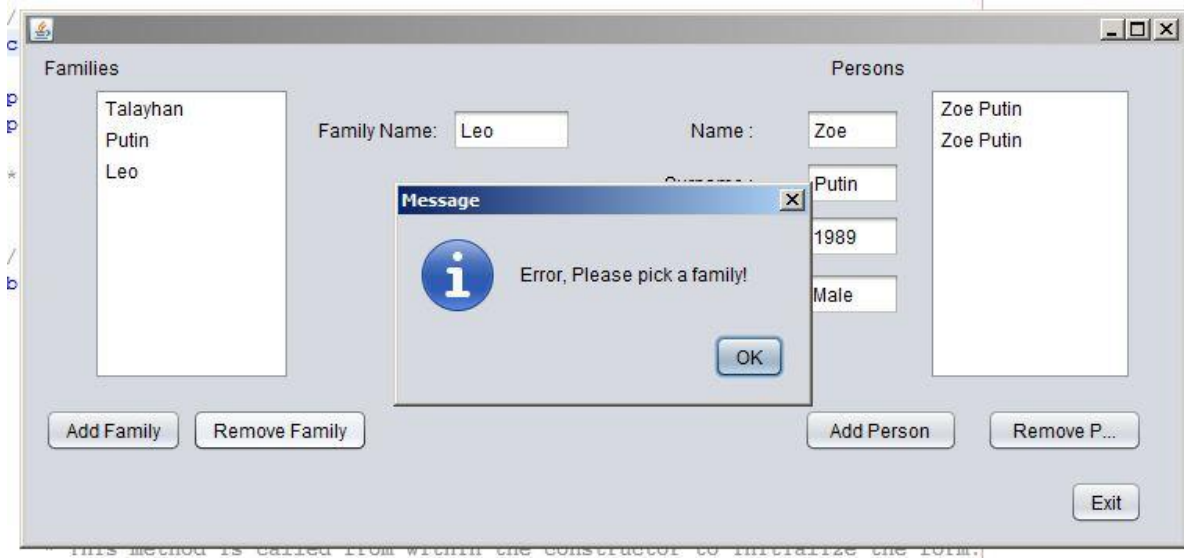 Families
Persons
Talayhan
Putin
Leo
Family Name:
Leo
Name :
Zoe
Putin
1989
Male
Zoe Putin
Zoe Putin
Message
Error, Please pick a family!
OK
Add Family
Remove Family
Add Person
Remove P...
Exit
* This method is called from within the constructor to initialize the form.